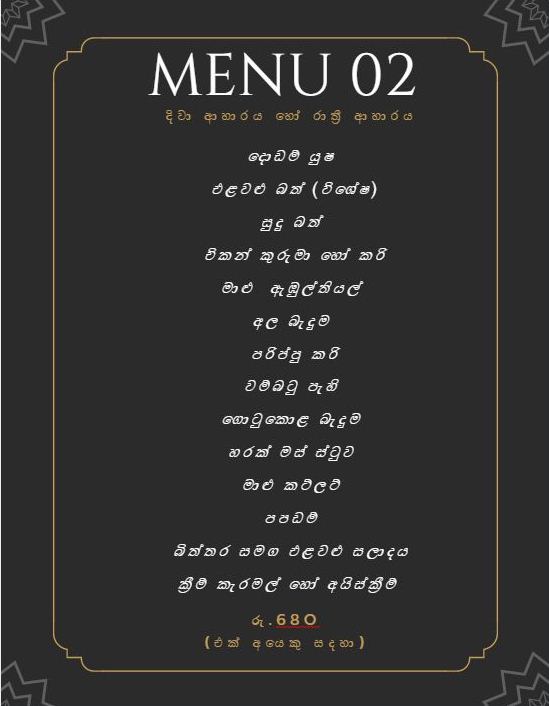 MENU 02
දිවා ආහාරය හෝ රාත්‍රී ආහාරය
දොඩම් යුෂ
එළවළු බත් (විශේෂ)
සුදු බත්
චිකන් කුරුමා හෝ කරි
මාළු ඇඹුල්තියල්
අල බැදුම
පරිප්පු කරි
වම්බටු පැහි
ගොටුකොළ බැදුම
හරක් මස් ස්ටුව
මාළු කට්ලට්
පපඩම්
බිත්තර සමග එළවළු සලාදය
ක්‍රීම් කැරමල් හෝ අයිස්ක්‍රීම්
රු.680
(එක් අයෙකු සදහා)